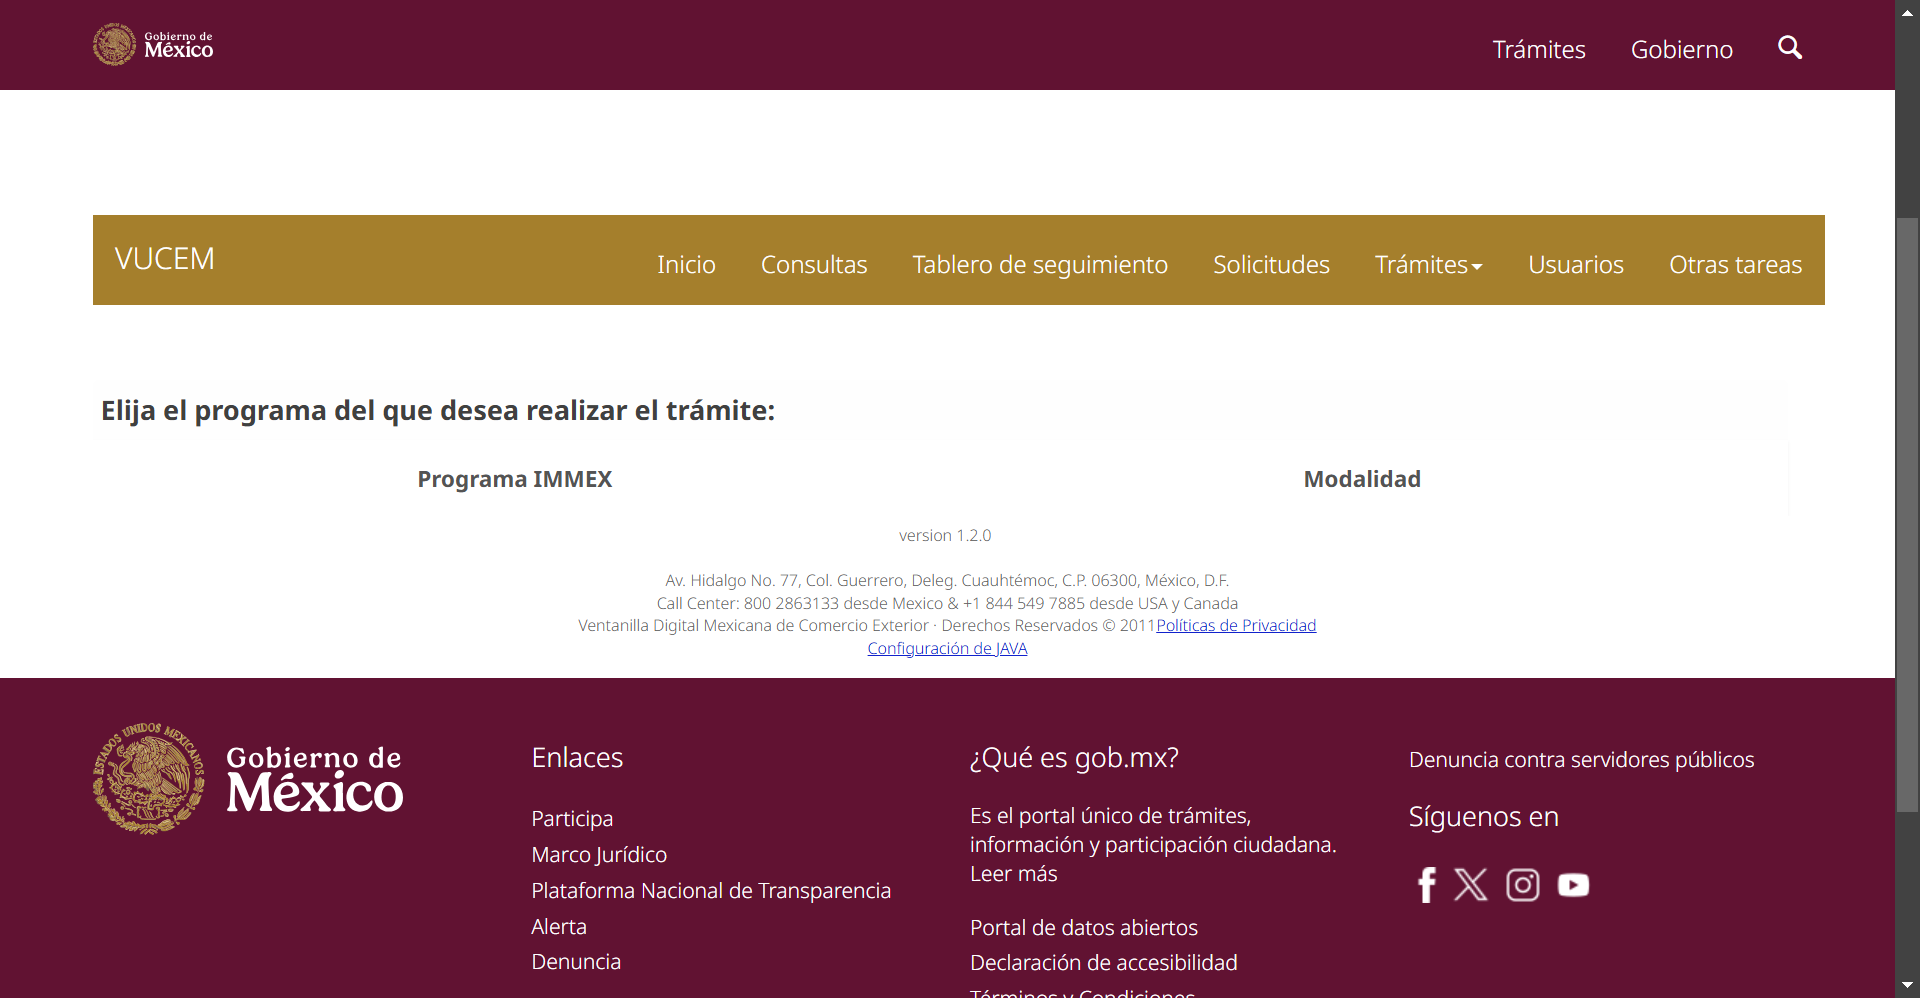 Gobierno de
México
Trámites
Gobierno
VUCEM
Inicio
Consultas
Tablero de seguimiento
Solicitudes
Trámites
Usuarios
Otras tareas
Elija el programa del que desea realizar el trámite:
Programa IMMEX
Modalidad
version 1.2.0
Av. Hidalgo No. 77, Col. Guerrero, Deleg. Cuauhtémoc, C.P. 06300, México, D.F.
Call Center: 800 2863133 desde Mexico & +1 844 549 7885 desde USA y Canada
Ventanilla Digital Mexicana de Comercio Exterior · Derechos Reservados © 2011Políticas de Privacidad
Configuración de JAVA
ESTADOS UNIDOS MEXICANOS
Gobierno de
México
Enlaces
Participa
Marco Jurídico
Plataforma Nacional de Transparencia
Alerta
Denuncia
¿Qué es gob.mx?
Es el portal único de trámites,
información y participación ciudadana.
Leer más
Portal de datos abiertos
Declaración de accesibilidad
Términos y Condiciones
Denuncia contra servidores públicos
Síguenos en